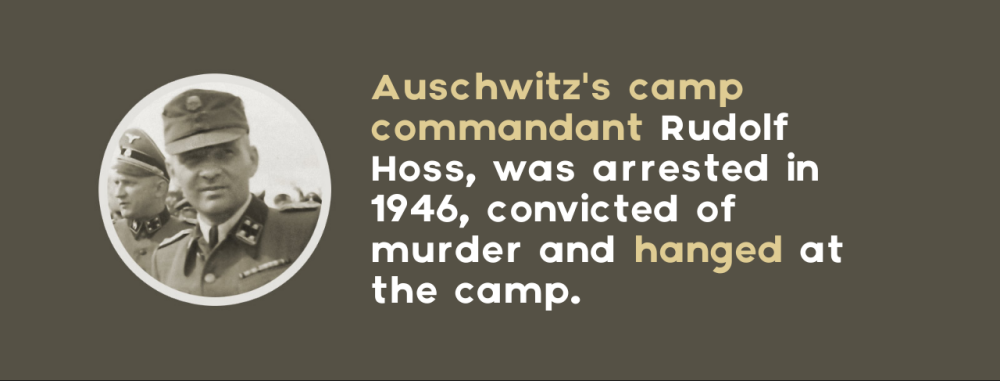 Auschwitz's camp
commandant Rudolf
Hoss, was arrested in
1946, convicted of
murder and hanged at
the camp.